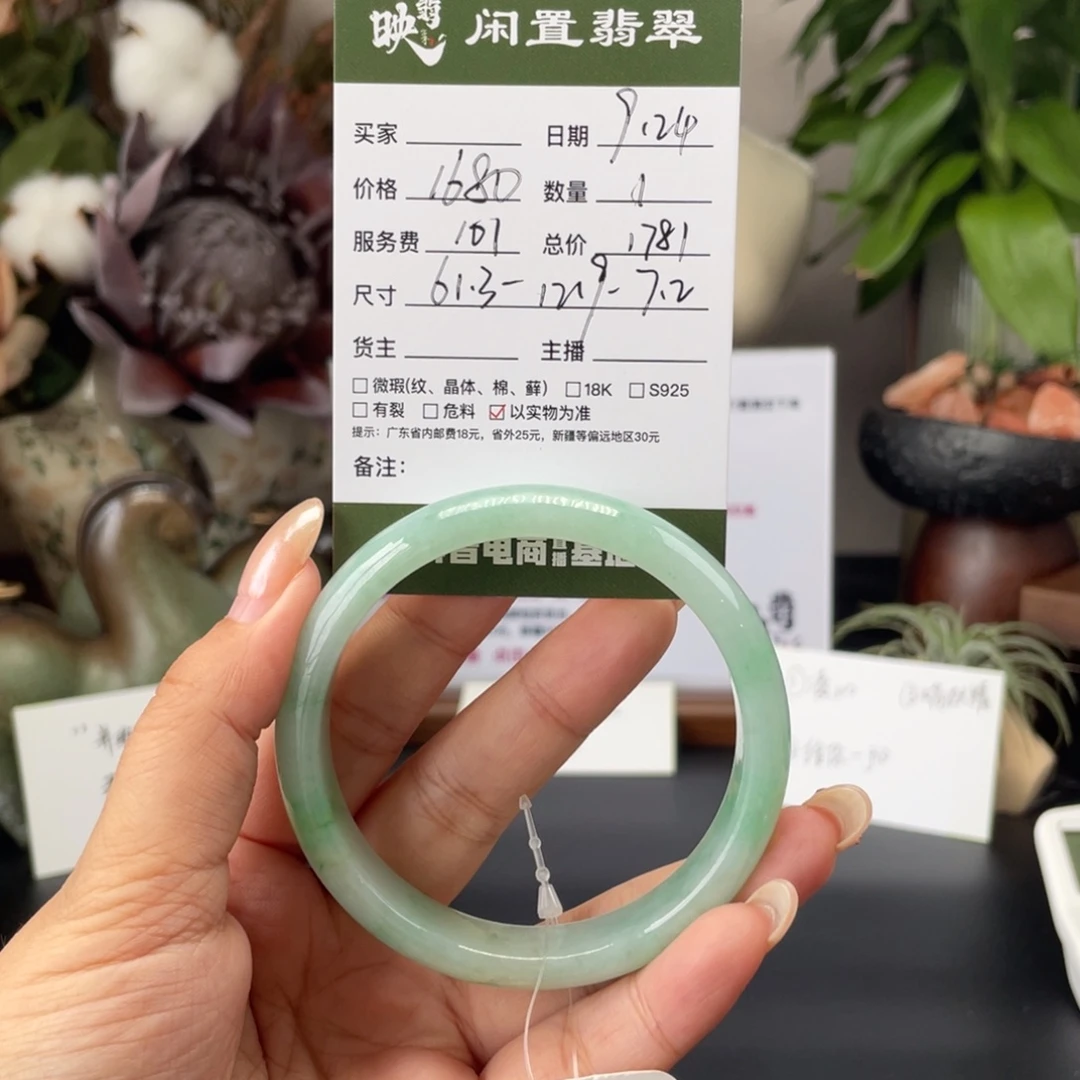 映翡 闲置翡翠
买家 日期 9.24
价格 1680 数量 1
服务费 101 总价 1781
尺寸 61.3-12.9-7.2
货主 主播
□微瑕(纹、晶体、棉、藓) □18K □S925
□有裂 □危料 ☑以实物为准
提示：广东省内邮费18元，省外25元，新疆等偏远地区30元
备注：
电商